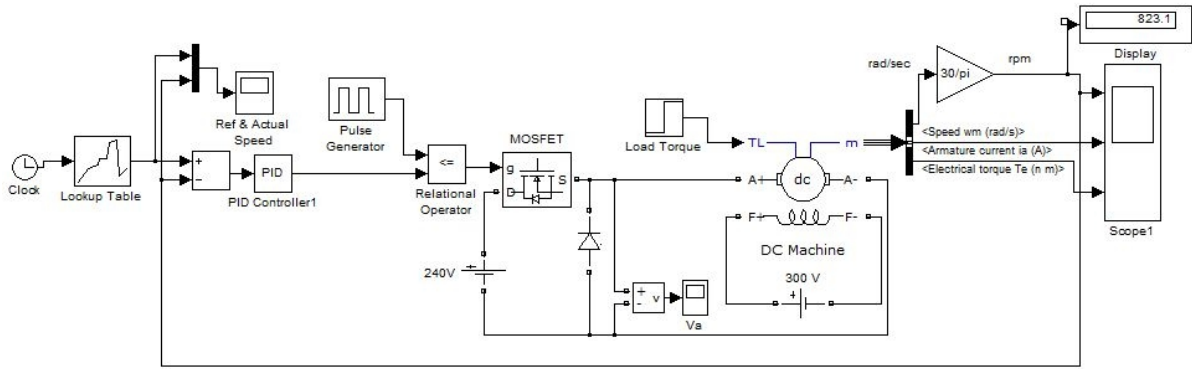 823.1
Display
rad/sec
30/pi
rpm
Ref & Actual
Speed
Pulse
Generator
MOSFET
Load Torque
TL
m
<Speed wm (rad/s)>
<Armature current ia (A)>
<Electrical torque Te (n m)>
Clock
Lookup Table
+
−
PID
PID Controller1
<=
Relational
Operator
g
D
S
A+
dc
A-
F+
F-
DC Machine
Scope1
240V
+
+
-
v
Va
300 V
+